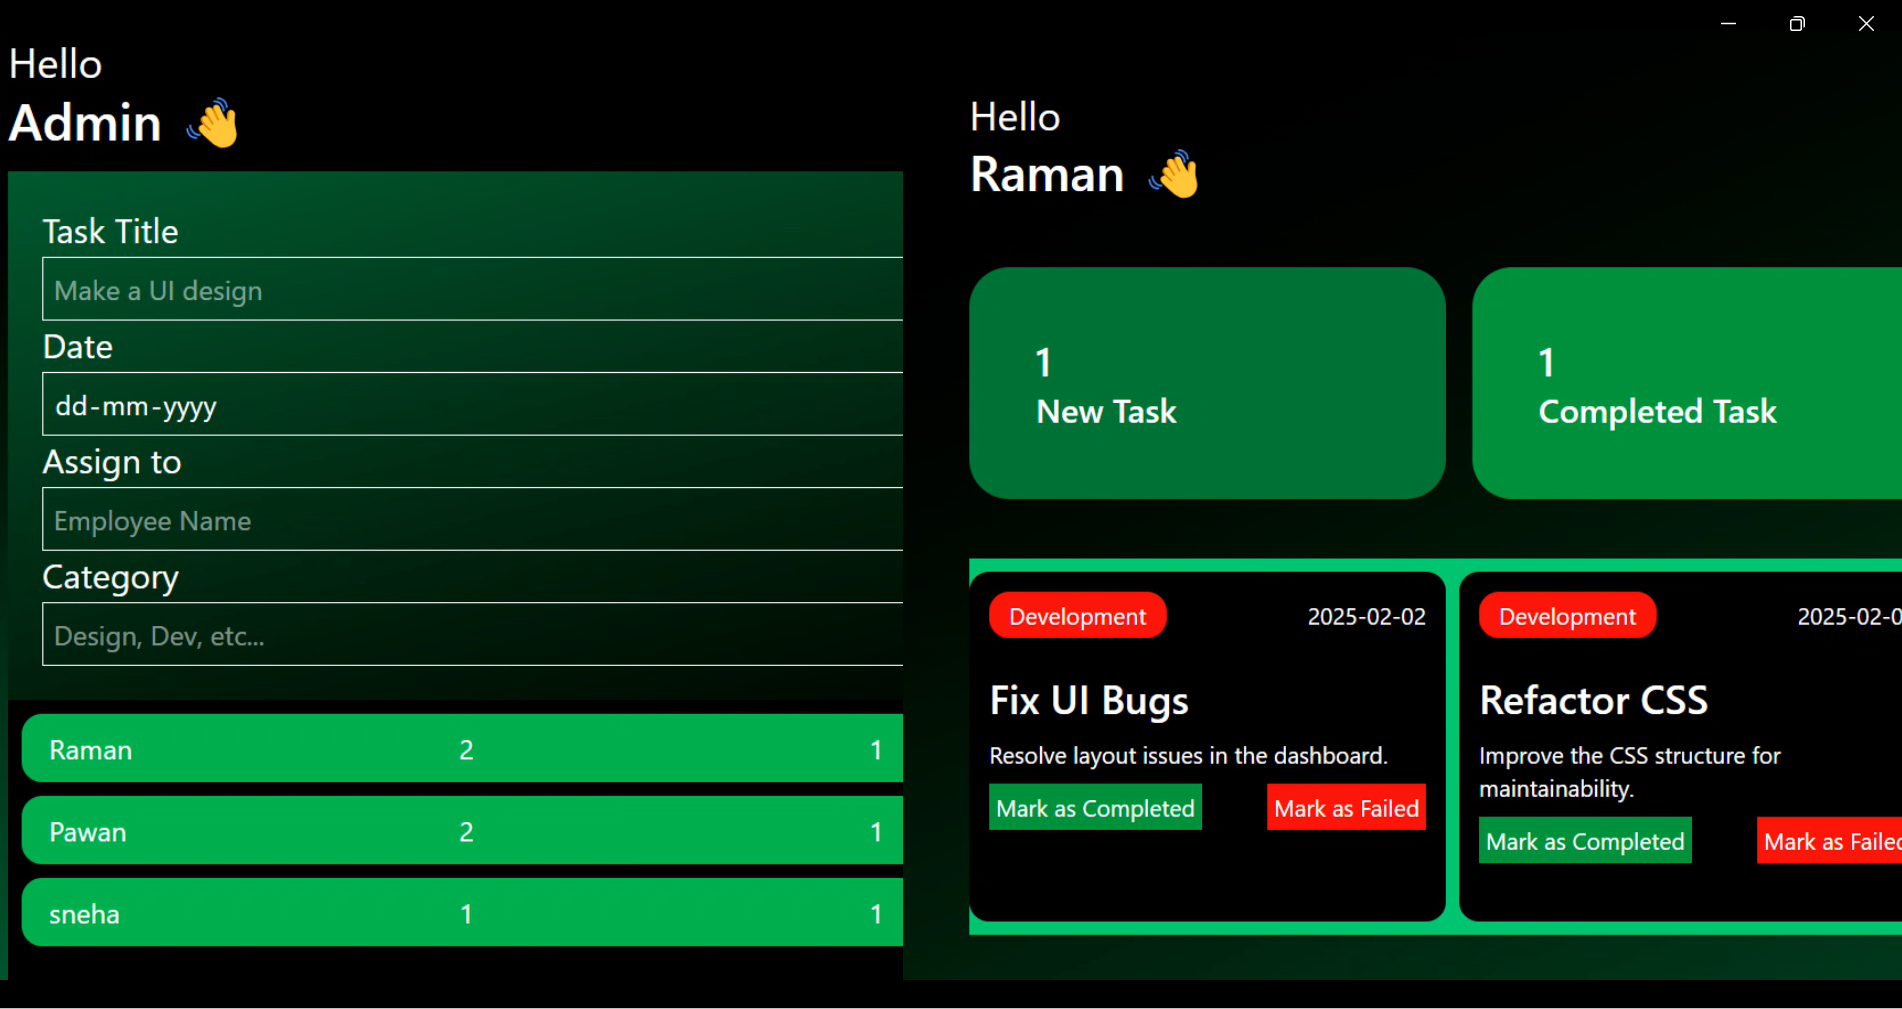 Hello
Admin 👋
Task Title
Make a UI design
Date
dd-mm-yyyy
Assign to
Employee Name
Category
Design, Dev, etc...
Raman 2 1
Pawan 2 1
sneha 1 1
Hello
Raman 👋
1
New Task
1
Completed Task
Development 2025-02-02
Fix UI Bugs
Resolve layout issues in the dashboard.
Mark as Completed Mark as Failed
Development 2025-02-0
Refactor CSS
Improve the CSS structure for
maintainability.
Mark as Completed Mark as Failed